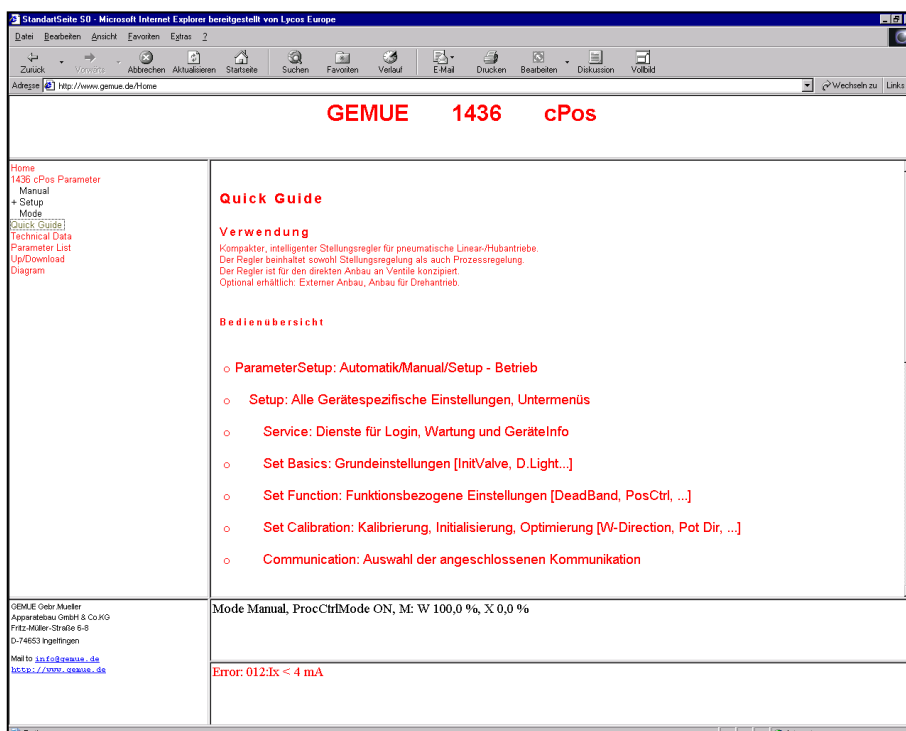 StandartSeite S0 - Microsoft Internet Explorer bereitgestellt von Lycos Europe
Datei Bearbeiten Ansicht Favoriten Extras ?
Zurück Vorwärts Abbrechen Aktualisieren Startseite Suchen Favoriten Verlauf E-Mail Drucken Bearbeiten Diskussion Vollbild
Adresse http://www.gemue.de/Home Wechseln zu Links
GEMUE 1436 cPos
Home
1436 cPos Parameter
Manual
+ Setup
Mode
Quick Guide
Technical Data
Parameter List
Up/Download
Diagram
Quick Guide
Verwendung
Kompakter, intelligenter Stellungsregler für pneumatische Linear-/Hubantriebe.
Der Regler beinhaltet sowohl Stellungsregelung als auch Prozessregelung.
Der Regler ist für den direkten Anbau an Ventile konzipiert.
Optional erhältlich: Externer Anbau, Anbau für Drehantrieb.
Bedienübersicht
o ParameterSetup: Automatik/Manual/Setup - Betrieb
o Setup: Alle Gerätespezifische Einstellungen, Untermenüs
o Service: Dienste für Login, Wartung und GeräteInfo
o Set Basics: Grundeinstellungen [InitValve, D.Light...]
o Set Function: Funktionsbezogene Einstellungen [DeadBand, PosCtrl, ...]
o Set Calibration: Kalibrierung, Initialisierung, Optimierung [W-Direction, Pot Dir, ...]
o Communication: Auswahl der angeschlossenen Kommunikation
GEMUE Gebr.Mueller
Apparatebau GmbH & Co.KG
Fritz-Müller-Straße 6-8
D-74653 Ingelfingen
Mail to info@gemue.de
http://www.gemue.de
Mode Manual, ProcCtrlMode ON, M: W 100,0 %, X 0,0 %
Error: 012:Ix < 4 mA